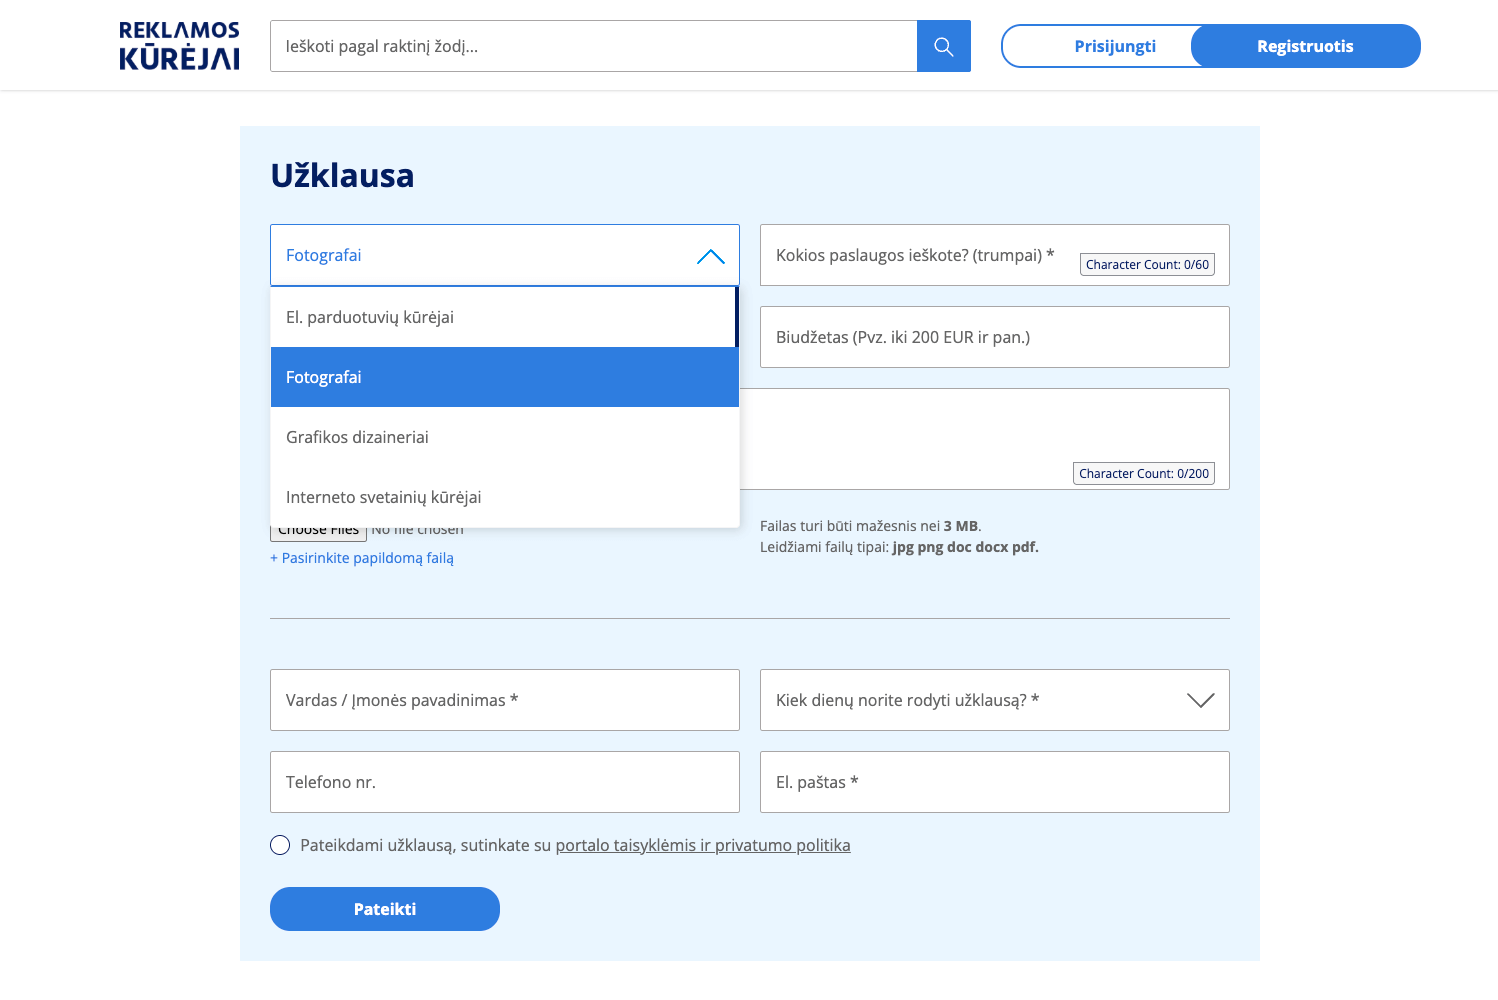 REKLAMOS
KŪRĖJAI
Ieškoti pagal raktinį žodį...
Prisijungti
Registruotis
Užklausa
Fotografai
Kokios paslaugos ieškote? (trumpai) *
Character Count: 0/60
El. parduotuvių kūrėjai
Biudžetas (Pvz. iki 200 EUR ir pan.)
Fotografai
Grafikos dizaineriai
Character Count: 0/200
Interneto svetainių kūrėjai
Choose Files No file chosen
Failas turi būti mažesnis nei 3 MB.
Leidžiami failų tipai: jpg png doc docx pdf.
+ Pasirinkite papildomą failą
Vardas / Įmonės pavadinimas *
Kiek dienų norite rodyti užklausą? *
Telefono nr.
El. paštas *
Pateikdami užklausą, sutinkate su portalo taisyklėmis ir privatumo politika
Pateikti